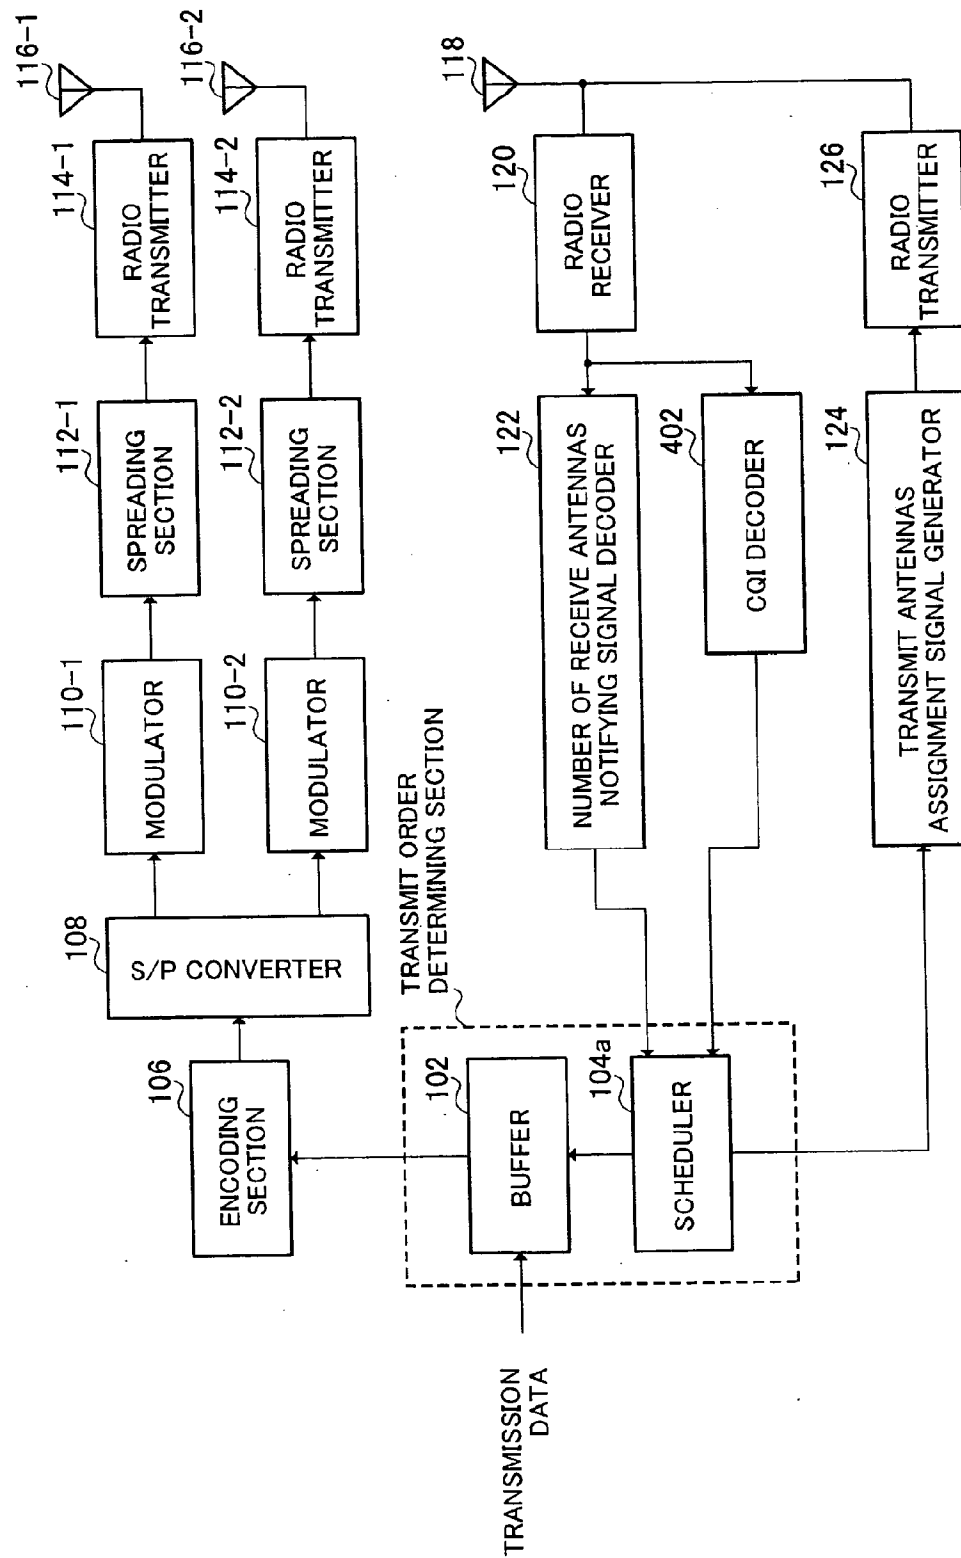 116-1
116-2
114-1
RADIO
TRANSMITTER
114-2
RADIO
TRANSMITTER
112-1
SPREADING
SECTION
112-2
SPREADING
SECTION
110-1
MODULATOR
110-2
MODULATOR
108
S/P CONVERTER
106
ENCODING
SECTION
TRANSMIT ORDER
DETERMINING SECTION
102
BUFFER
104a
SCHEDULER
TRANSMISSION
DATA
118
120
RADIO
RECEIVER
122
NUMBER OF RECEIVE ANTENNAS
NOTIFYING SIGNAL DECODER
402
CQI DECODER
124
TRANSMIT ANTENNAS
ASSIGNMENT SIGNAL GENERATOR
126
RADIO
TRANSMITTER